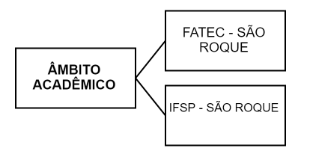 ÂMBITO
ACADÊMICO
FATEC - SÃO
ROQUE
IFSP - SÃO ROQUE